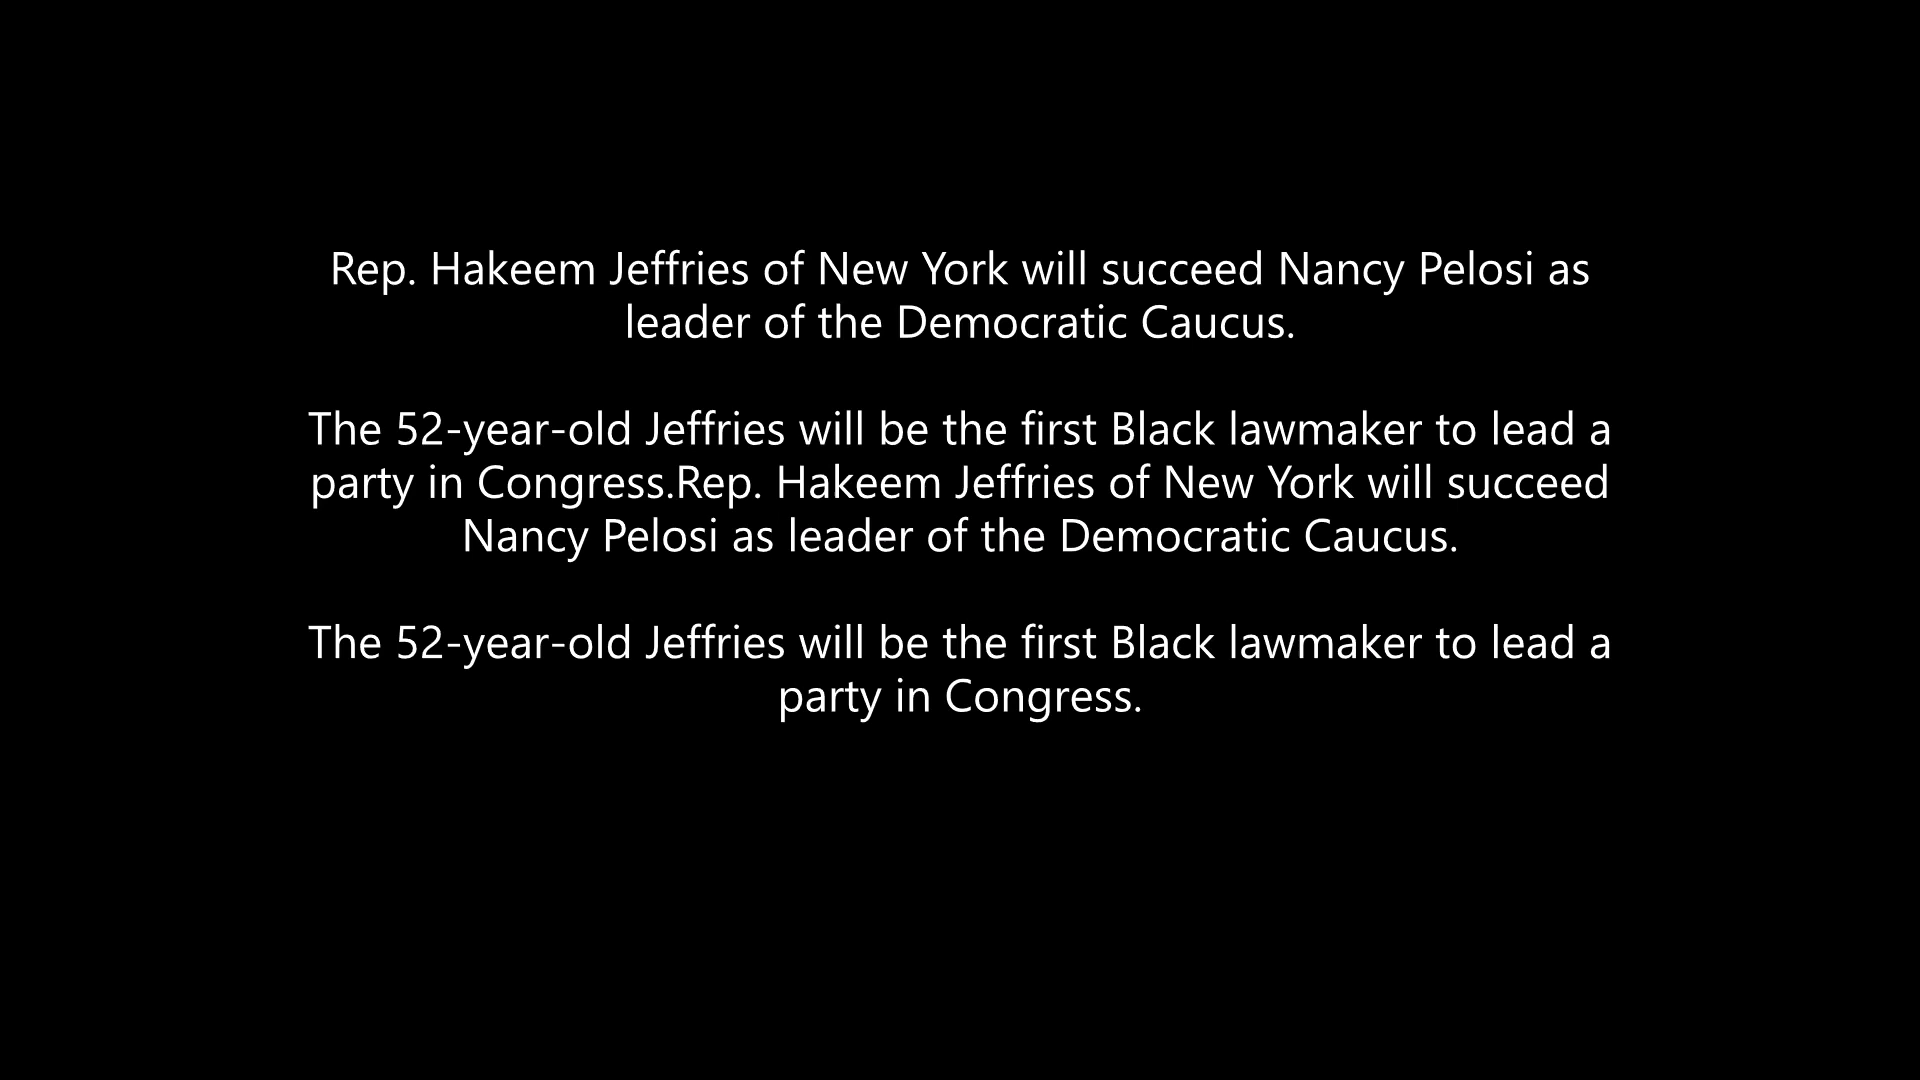 Rep. Hakeem Jeffries of New York will succeed Nancy Pelosi as
leader of the Democratic Caucus.
The 52-year-old Jeffries will be the first Black lawmaker to lead a
party in Congress.Rep. Hakeem Jeffries of New York will succeed
Nancy Pelosi as leader of the Democratic Caucus.
The 52-year-old Jeffries will be the first Black lawmaker to lead a
party in Congress.